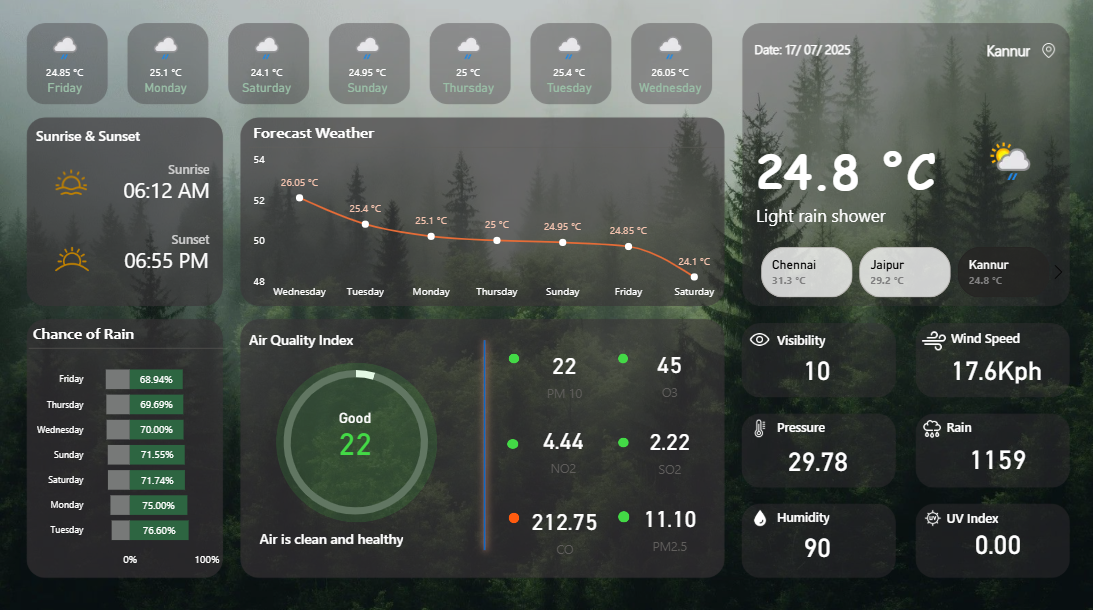 24.85 °C
Friday
25.1 °C
Monday
24.1 °C
Saturday
24.95 °C
Sunday
25 °C
Thursday
25.4 °C
Tuesday
26.05 °C
Wednesday
Date: 17/ 07/ 2025
Kannur
24.8 °C
Light rain shower
Chennai
31.3 °C
Jaipur
29.2 °C
Kannur
24.8 °C
Sunrise & Sunset
Sunrise
06:12 AM
Sunset
06:55 PM
Forecast Weather
54
52
50
48
26.05 °C
25.4 °C
25.1 °C
25 °C
24.95 °C
24.85 °C
24.1 °C
Wednesday
Tuesday
Monday
Thursday
Sunday
Friday
Saturday
Chance of Rain
Friday 68.94%
Thursday 69.69%
Wednesday 70.00%
Sunday 71.55%
Saturday 71.74%
Monday 75.00%
Tuesday 76.60%
0% 100%
Air Quality Index
Good
22
Air is clean and healthy
22
PM 10
45
O3
4.44
NO2
2.22
SO2
212.75
CO
11.10
PM2.5
Visibility
10
Wind Speed
17.6Kph
Pressure
29.78
Rain
1159
Humidity
90
UV
UV Index
0.00